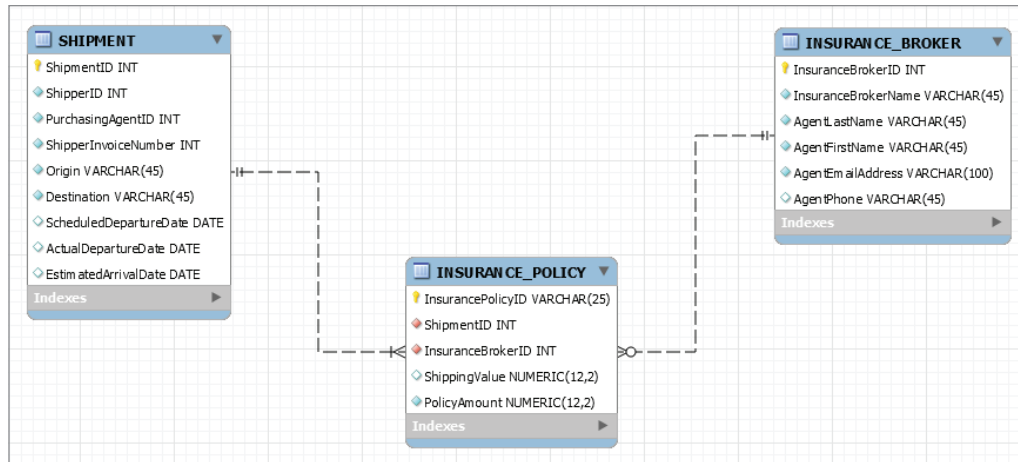 SHIPMENT
ShipmentID INT
ShipperID INT
PurchasingAgentID INT
ShipperInvoiceNumber INT
Origin VARCHAR(45)
Destination VARCHAR(45)
ScheduledDepartureDate DATE
ActualDepartureDate DATE
EstimatedArrivalDate DATE
Indexes
INSURANCE_BROKER
InsuranceBrokerID INT
InsuranceBrokerName VARCHAR(45)
AgentLastName VARCHAR(45)
AgentFirstName VARCHAR(45)
AgentEmailAddress VARCHAR(100)
AgentPhone VARCHAR(45)
Indexes
INSURANCE_POLICY
InsurancePolicyID VARCHAR(25)
ShipmentID INT
InsuranceBrokerID INT
ShippingValue NUMERIC(12,2)
PolicyAmount NUMERIC(12,2)
Indexes